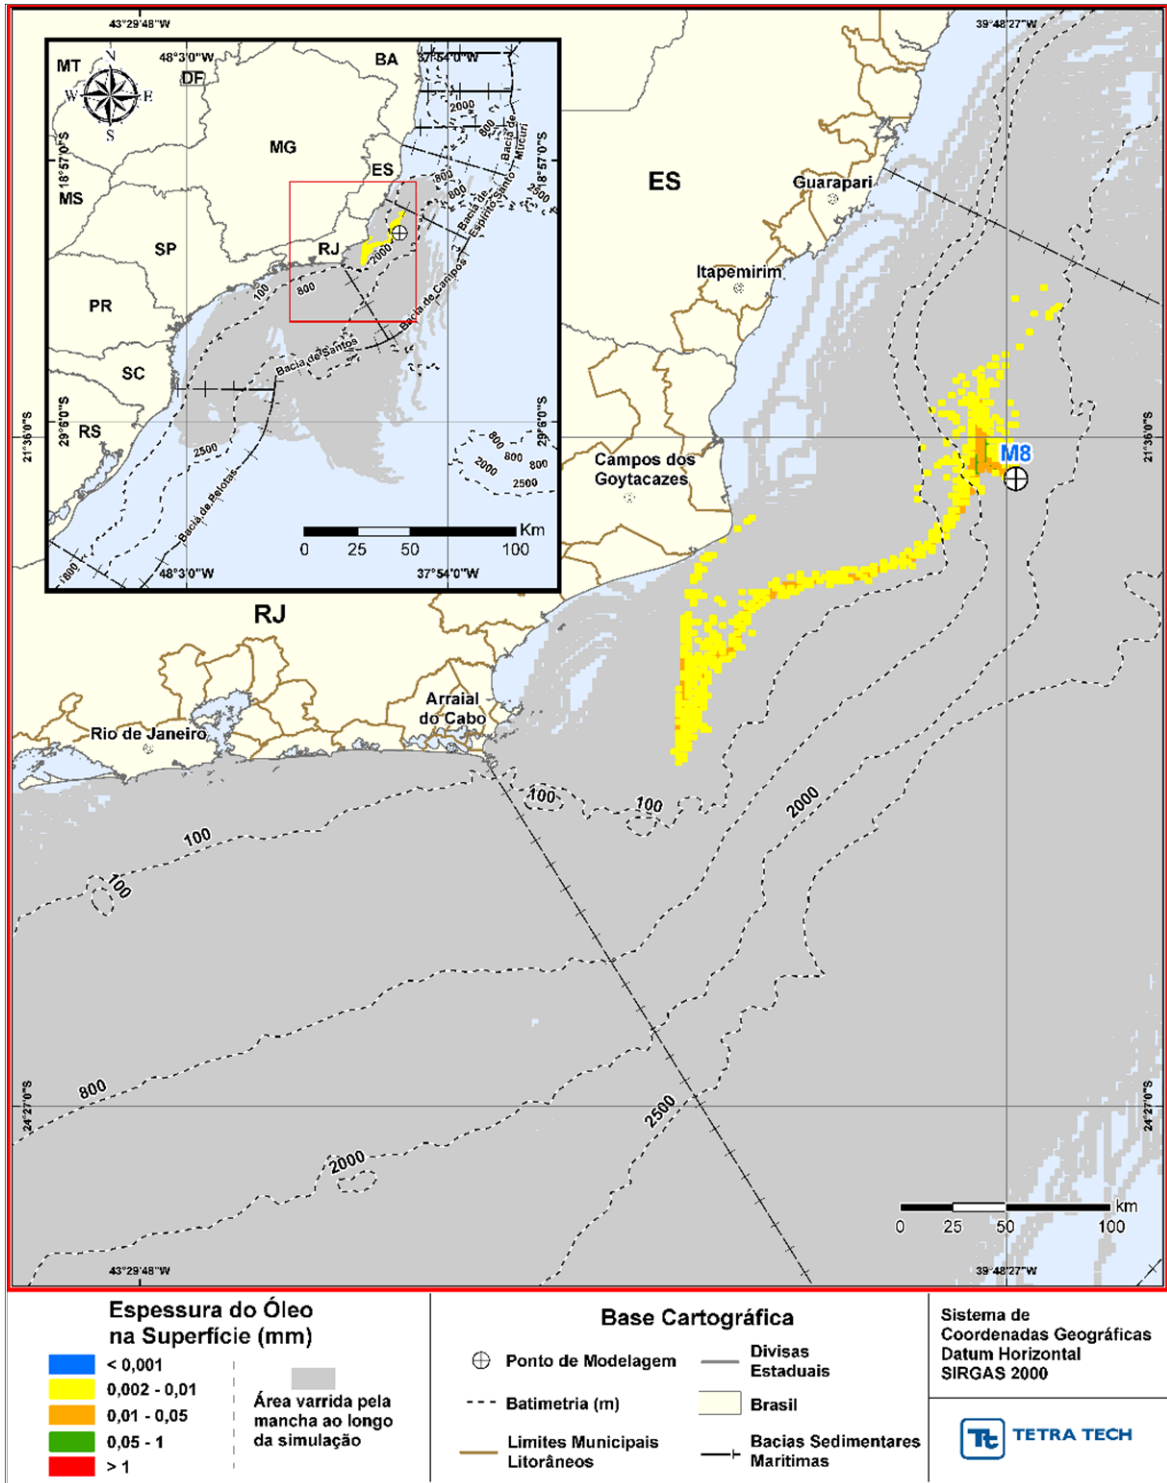 43°29'48"W
39°48'27"W
48°3'0"W
37°54'0"W
MT
DF
BA
N
W
E
S
2000
800
Bacia de
Mucuri
18°57'0"S
18°57'0"S
MG
ES
800
800
2500
MS
Bacia de
Espírito Santo
SP
RJ
2000
100
800
Bacia de Campos
PR
Bacia de Santos
SC
RS
29°6'0"S
29°6'0"S
2500
800
800
2000
800
2500
Bacia de Pelotas
800
Km
0 25 50 100
48°3'0"W
37°54'0"W
ES
Guarapari
Itapemirim
21°36'0"S
21°36'0"S
Campos dos
Goytacazes
M8
RJ
Arraial
do Cabo
Rio de Janeiro
100
100
100
100
2000
800
2500
2000
24°27'0"S
24°27'0"S
km
0 25 50 100
43°29'48"W
39°48'27"W
Espessura do Óleo
na Superfície (mm)
< 0,001
0,002 - 0,01
0,01 - 0,05
0,05 - 1
> 1
Área varrida pela
mancha ao longo
da simulação
Base Cartográfica
Ponto de Modelagem
Batimetria (m)
Limites Municipais
Litorâneos
Divisas
Estaduais
Brasil
Bacias Sedimentares
Maritimas
Sistema de
Coordenadas Geográficas
Datum Horizontal
SIRGAS 2000
Tt
TETRA TECH